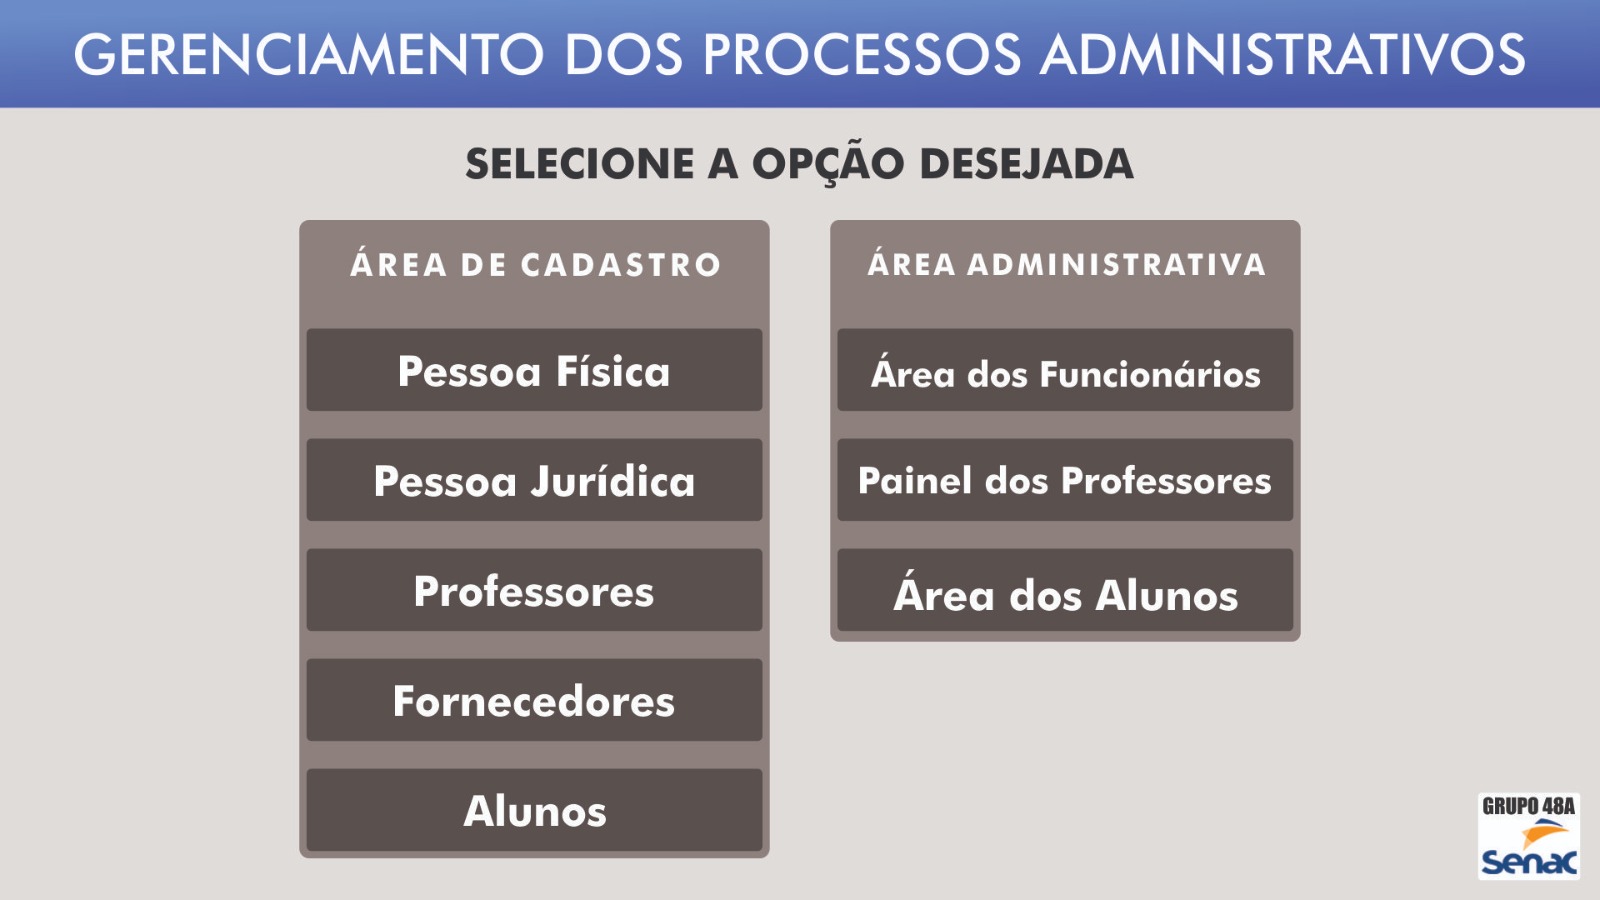 GERENCIAMENTO DOS PROCESSOS ADMINISTRATIVOS
SELECIONE A OPÇÃO DESEJADA
ÁREA DE CADASTRO
Pessoa Física
Pessoa Jurídica
Professores
Fornecedores
Alunos
ÁREA ADMINISTRATIVA
Área dos Funcionários
Painel dos Professores
Área dos Alunos
GRUPO 48A
Senac